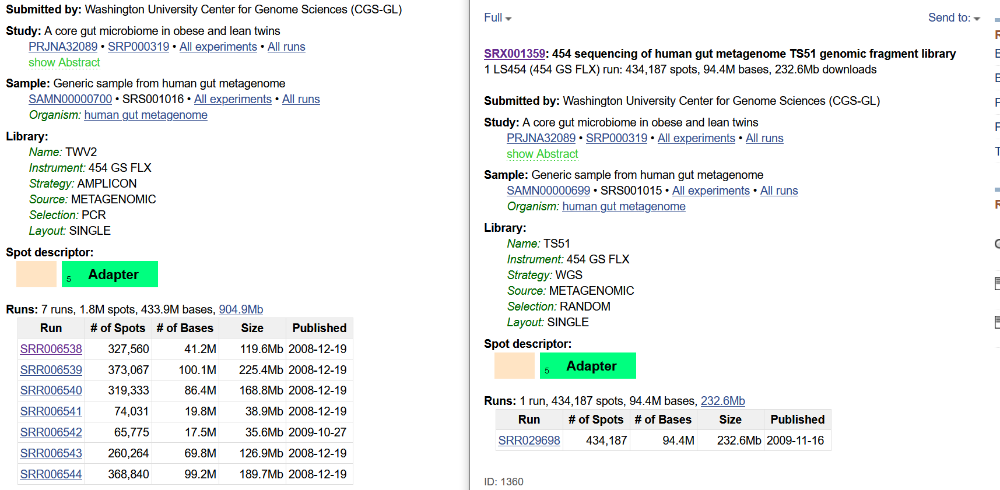 Submitted by: Washington University Center for Genome Sciences (CGS-GL)
Study: A core gut microbiome in obese and lean twins
PRJNA32089 • SRP000319 • All experiments • All runs
show Abstract
Sample: Generic sample from human gut metagenome
SAMN00000700 • SRS001016 • All experiments • All runs
Organism: human gut metagenome
Library:
Name: TWV2
Instrument: 454 GS FLX
Strategy: AMPLICON
Source: METAGENOMIC
Selection: PCR
Layout: SINGLE
Spot descriptor:
5 Adapter
Runs: 7 runs, 1.8M spots, 433.9M bases, 904.9Mb
Run # of Spots # of Bases Size Published
SRR006538 327,560 41.2M 119.6Mb 2008-12-19
SRR006539 373,067 100.1M 225.4Mb 2008-12-19
SRR006540 319,333 86.4M 168.8Mb 2008-12-19
SRR006541 74,031 19.8M 38.9Mb 2008-12-19
SRR006542 65,775 17.5M 35.6Mb 2009-10-27
SRR006543 260,264 69.8M 126.9Mb 2008-12-19
SRR006544 368,840 99.2M 189.7Mb 2008-12-19
Full Send to:
SRX001359: 454 sequencing of human gut metagenome TS51 genomic fragment library
1 LS454 (454 GS FLX) run: 434,187 spots, 94.4M bases, 232.6Mb downloads
Submitted by: Washington University Center for Genome Sciences (CGS-GL)
Study: A core gut microbiome in obese and lean twins
PRJNA32089 • SRP000319 • All experiments • All runs
show Abstract
Sample: Generic sample from human gut metagenome
SAMN00000699 • SRS001015 • All experiments • All runs
Organism: human gut metagenome
Library:
Name: TS51
Instrument: 454 GS FLX
Strategy: WGS
Source: METAGENOMIC
Selection: RANDOM
Layout: SINGLE
Spot descriptor:
5 Adapter
Runs: 1 run, 434,187 spots, 94.4M bases, 232.6Mb
Run # of Spots # of Bases Size Published
SRR029698 434,187 94.4M 232.6Mb 2009-11-16
ID: 1360